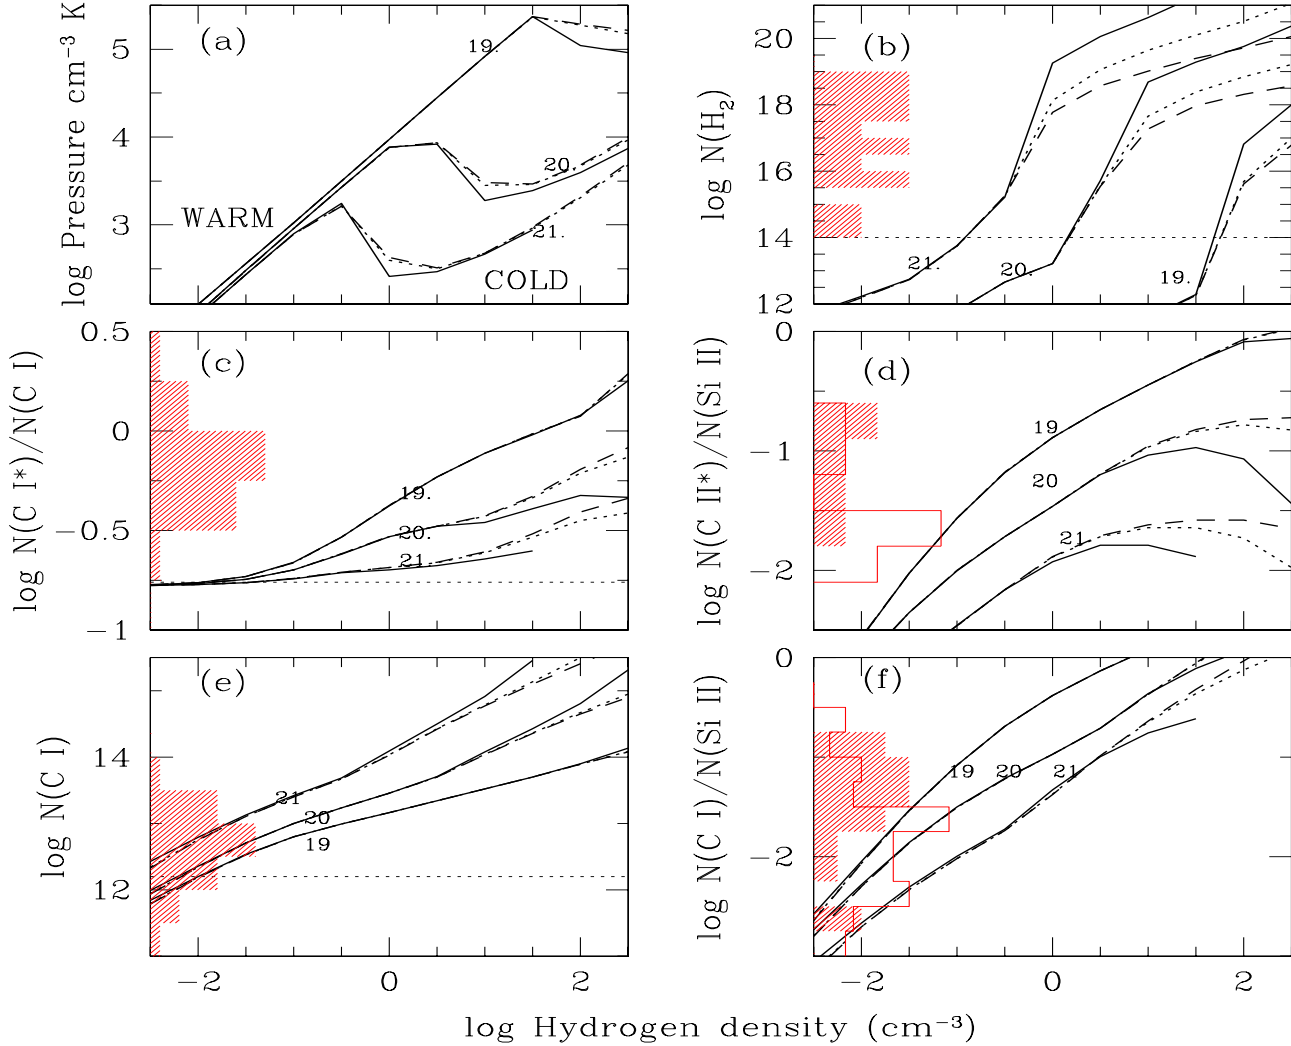 (a)
19.
20.
21.
WARM
COLD
5
4
3
log Pressure cm⁻³ K
(b)
21.
20.
19.
20
18
16
14
12
log N(H₂)
(c)
19.
20.
21
0.5
0
−0.5
−1
log N(C I*)/N(C I)
(d)
19
20
21
0
−1
−2
log N(C II*)/N(Si II)
(e)
21
20
19
14
12
log N(C I)
−2
0
2
(f)
19
20
21
0
−2
log N(C I)/N(Si II)
−2
0
2
log Hydrogen density (cm⁻³)